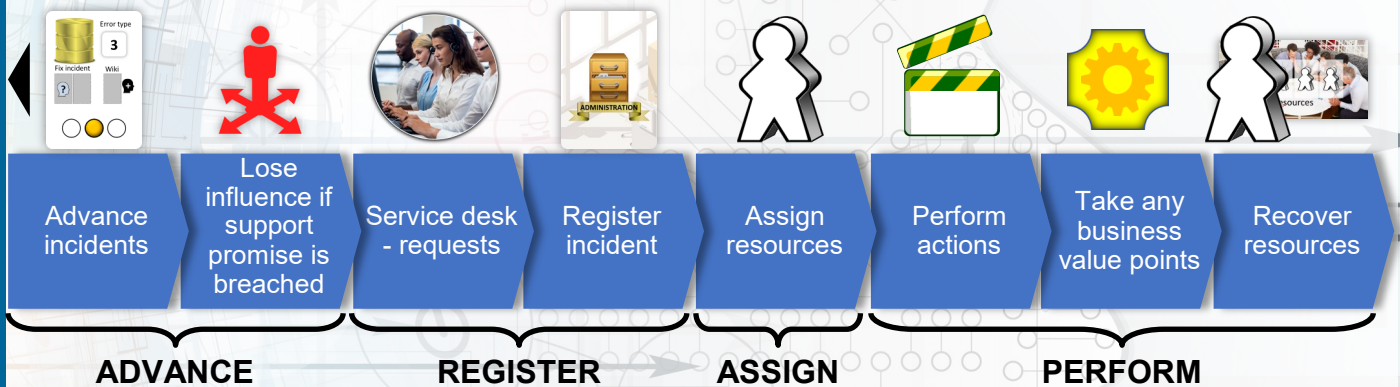 Error type
3
Fix incident Wiki
?
ADMINISTRATION
esources
Advance
incidents
Lose
influence if
support
promise is
breached
Service desk
- requests
Register
incident
Assign
resources
Perform
actions
Take any
business
value points
Recover
resources
ADVANCE
REGISTER
ASSIGN
PERFORM